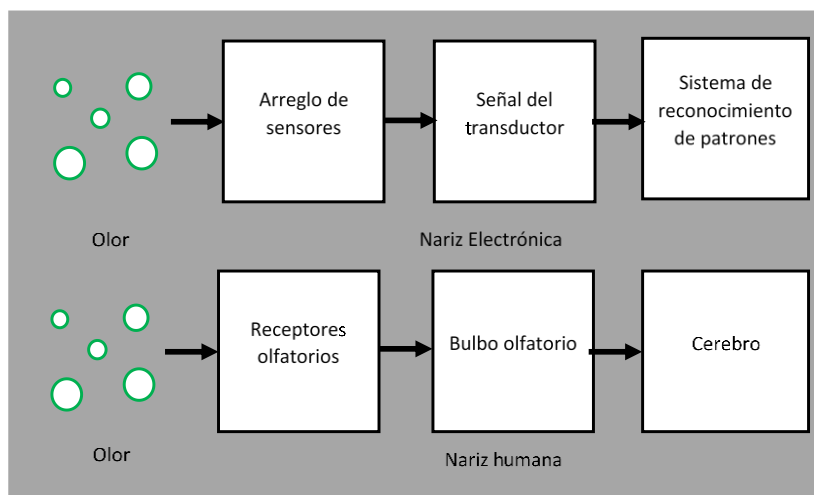 Arreglo de
sensores
Señal del
transductor
Sistema de
reconocimiento
de patrones
Olor
Nariz Electrónica
Receptores
olfatorios
Bulbo olfatorio
Cerebro
Olor
Nariz humana